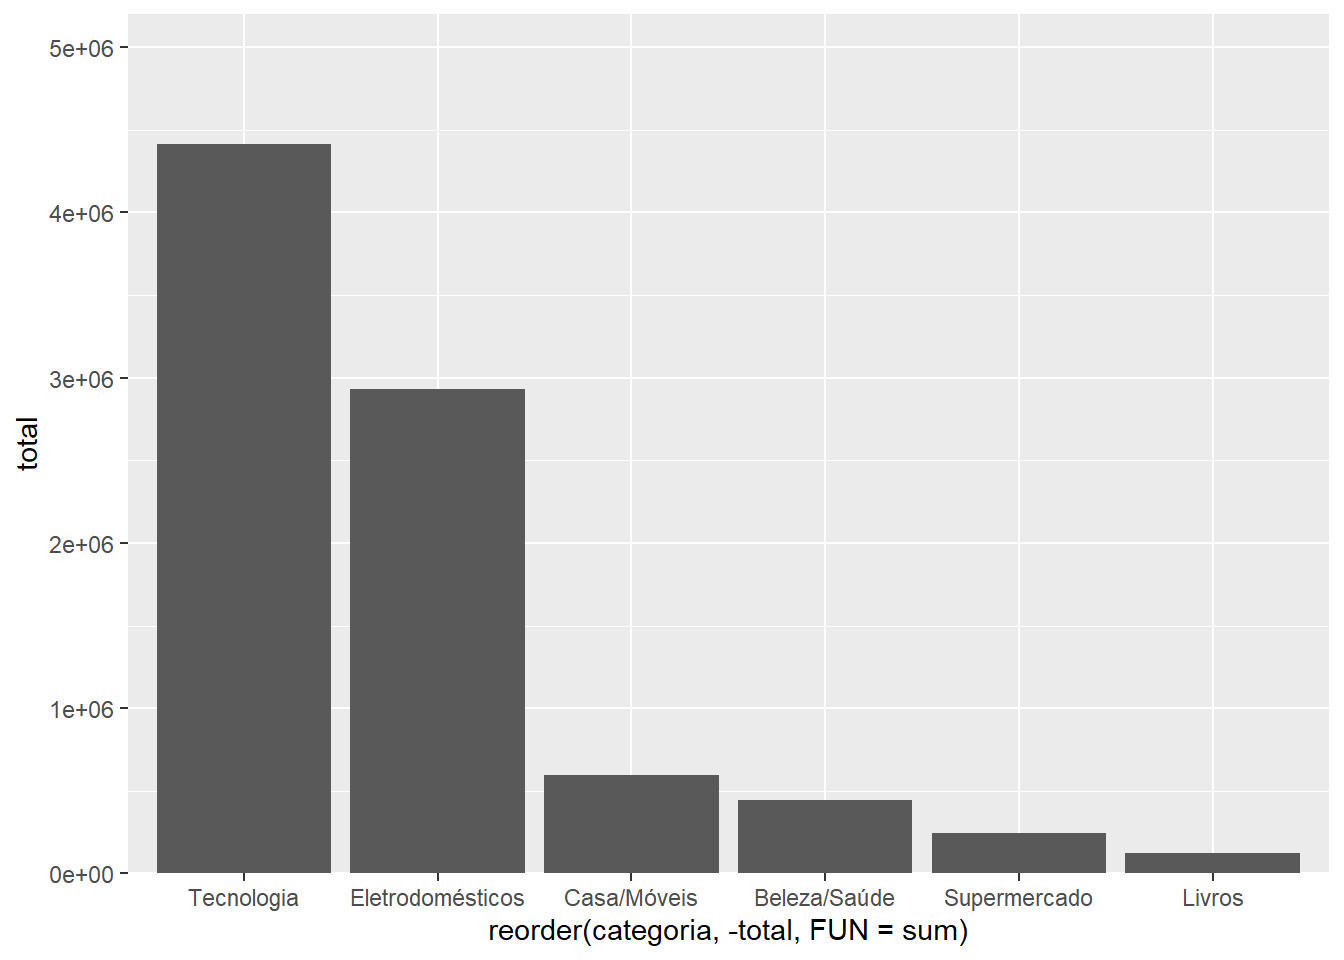 5e+06
4e+06
3e+06
2e+06
1e+06
0e+00
total
Tecnologia Eletrodomésticos Casa/Móveis Beleza/Saúde Supermercado Livros
reorder(categoria, -total, FUN = sum)